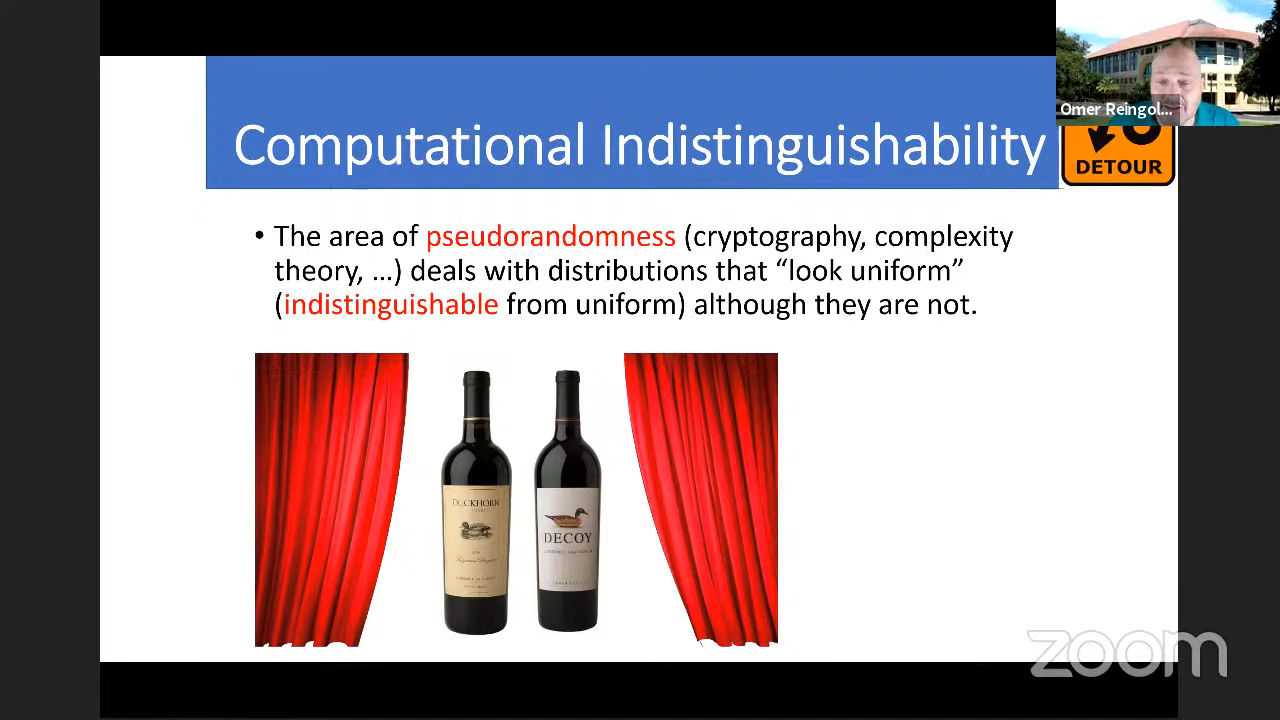 Omer Reingol...
Computational Indistinguishability
DETOUR
• The area of pseudorandomness (cryptography, complexity
theory, …) deals with distributions that “look uniform”
(indistinguishable from uniform) although they are not.
DUCKHORN
DECOY
CABERNET SAUVIGNON
zoom